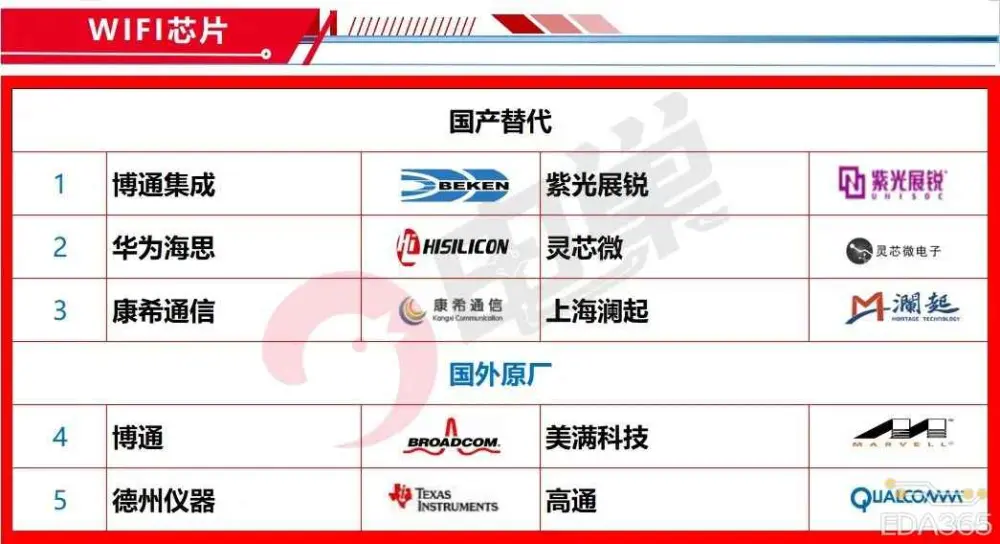 WIFI芯片
国产替代
1 博通集成 BEKEN 紫光展锐 紫光展锐 UNISOC
2 华为海思 Hi HISILICON 灵芯微 灵芯微电子
3 康希通信 康希通信 Kangxi Communication 上海澜起 澜起 MONTAGE TECHNOLOGY
电巢
国外原厂
4 博通 BROADCOM. 美满科技 MARVELL
5 德州仪器 TEXAS INSTRUMENTS 高通 QUALCOMM
EDA365